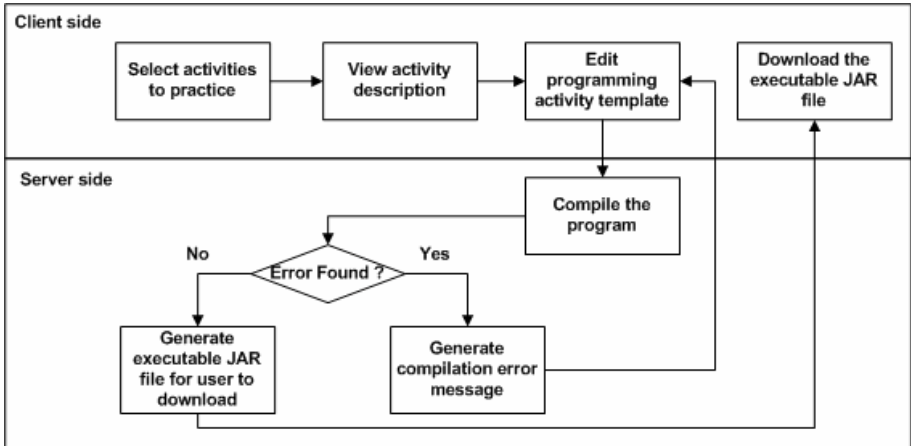 Client side
Select activities
to practice
View activity
description
Edit
programming
activity template
Download the
executable JAR
file
Server side
Compile the
program
No
Error Found ?
Yes
Generate
executable JAR
file for user to
download
Generate
compilation error
message